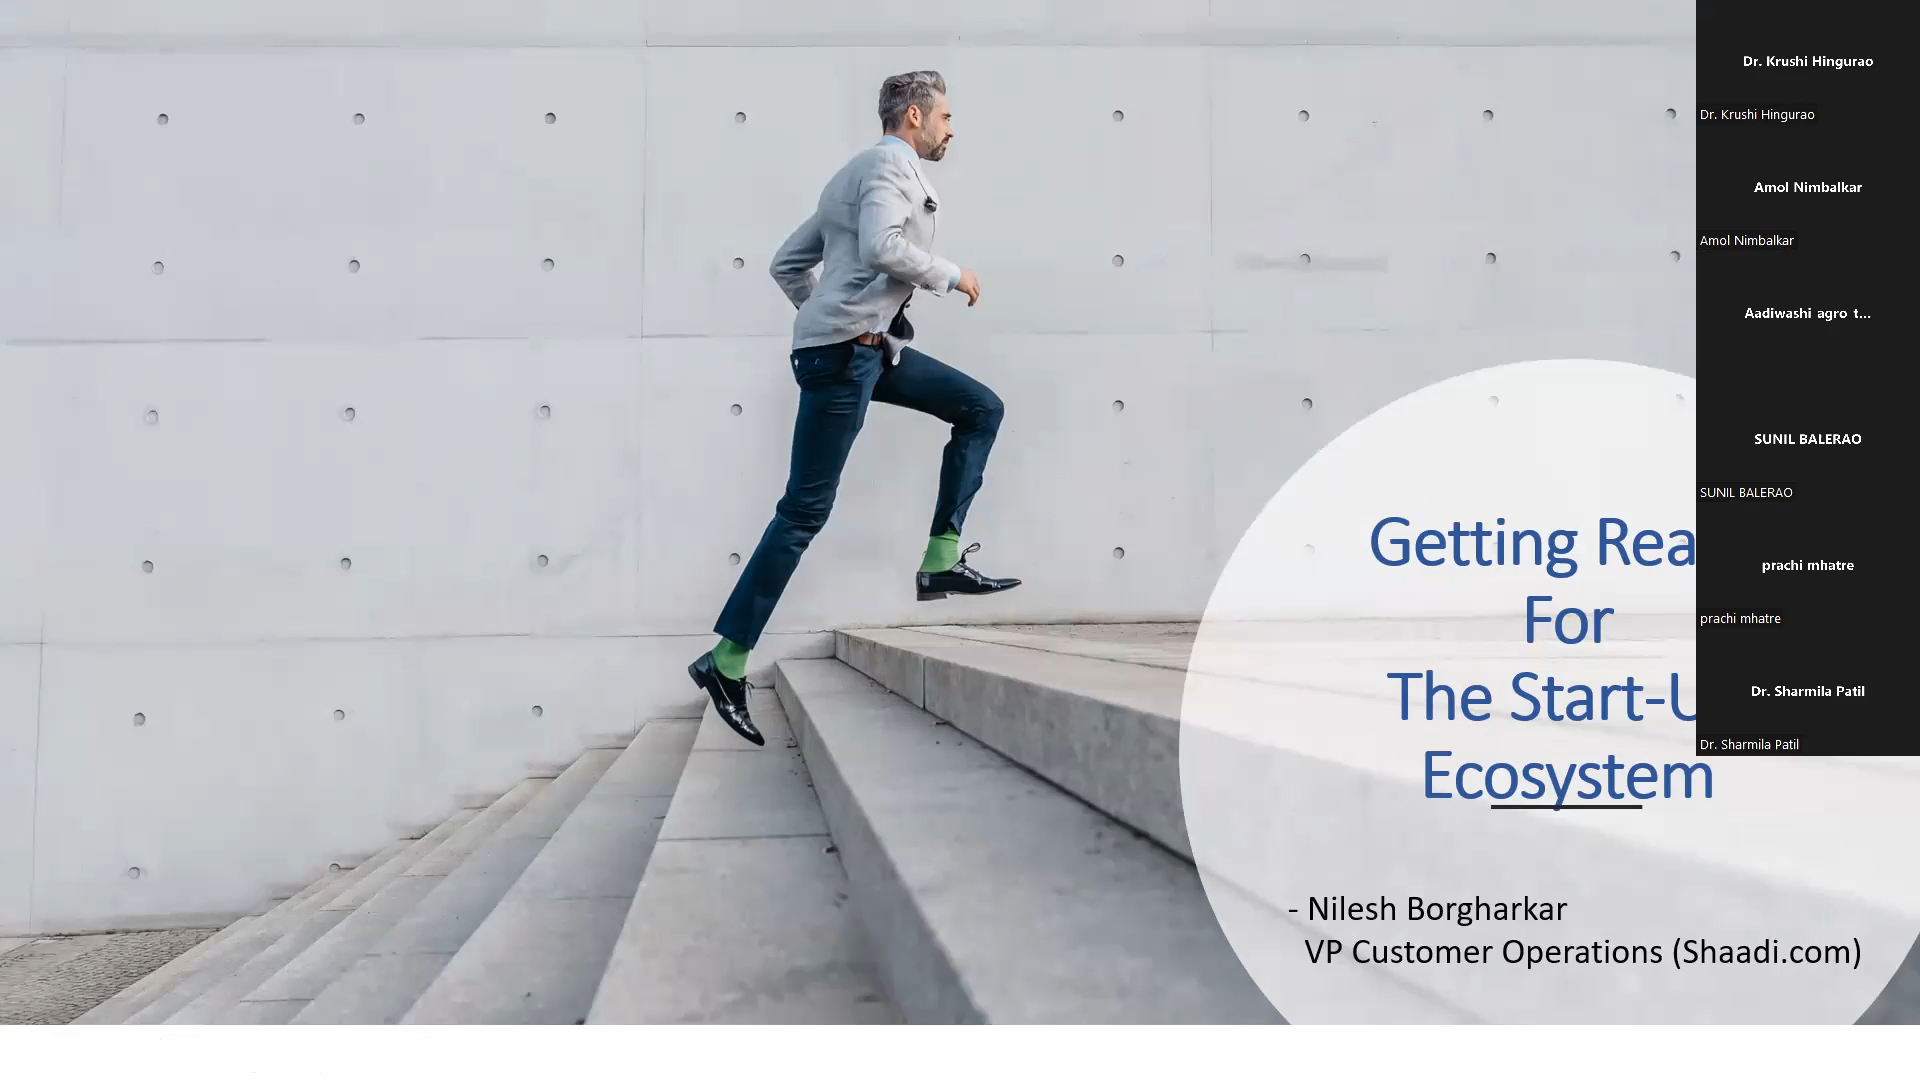 Getting Rea
For
The Start-U
Ecosystem
- Nilesh Borgharkar
VP Customer Operations (Shaadi.com)
Dr. Krushi Hingurao
Dr. Krushi Hingurao
Amol Nimbalkar
Amol Nimbalkar
Aadiwashi agro t...
SUNIL BALERAO
SUNIL BALERAO
prachi mhatre
prachi mhatre
Dr. Sharmila Patil
Dr. Sharmila Patil